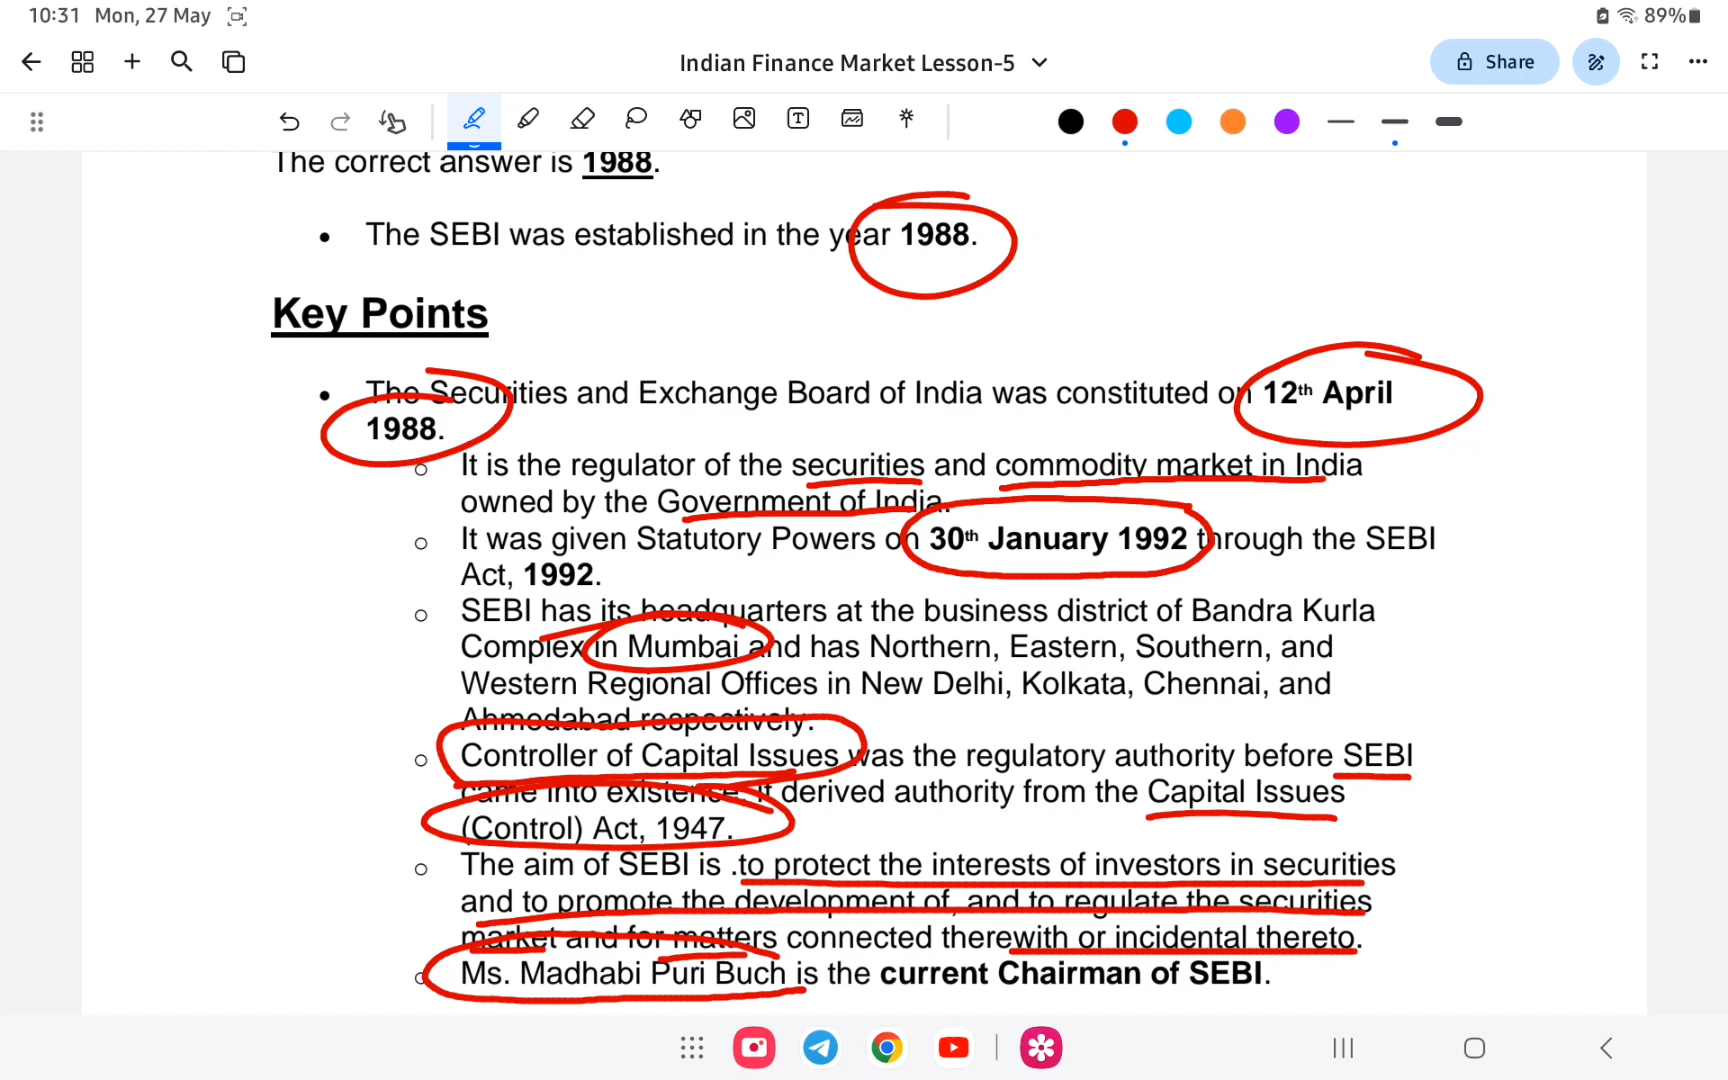 10:31 Mon, 27 May 89%
Indian Finance Market Lesson-5
Share
The correct answer is 1988.
• The SEBI was established in the year 1988.
Key Points
• The Securities and Exchange Board of India was constituted on 12th April
1988.
o It is the regulator of the securities and commodity market in India
owned by the Government of India.
o It was given Statutory Powers on 30th January 1992 through the SEBI
Act, 1992.
o SEBI has its headquarters at the business district of Bandra Kurla
Complex in Mumbai and has Northern, Eastern, Southern, and
Western Regional Offices in New Delhi, Kolkata, Chennai, and
Ahmedabad respectively.
o Controller of Capital Issues was the regulatory authority before SEBI
came into existence. it derived authority from the Capital Issues
(Control) Act, 1947.
o The aim of SEBI is .to protect the interests of investors in securities
and to promote the development of, and to regulate the securities
market and for matters connected therewith or incidental thereto.
o Ms. Madhabi Puri Buch is the current Chairman of SEBI.